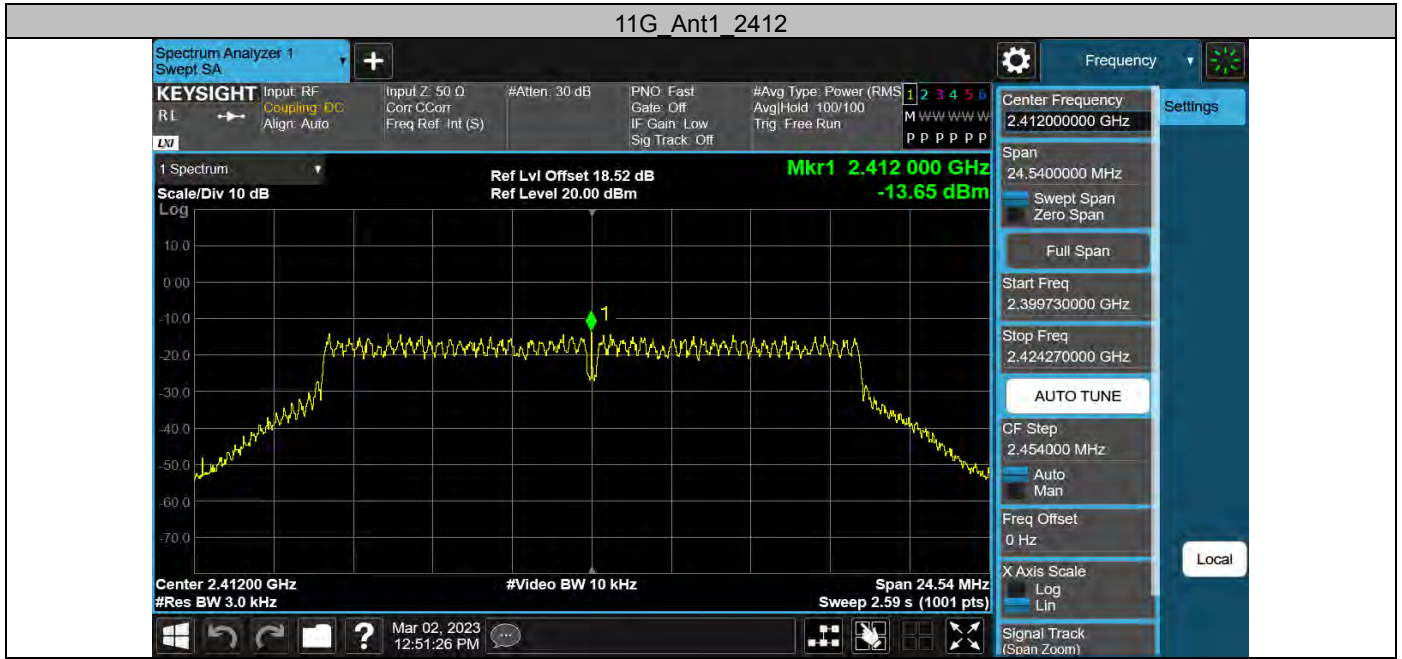 11G_Ant1_2412
Spectrum Analyzer 1
Swept SA
+
Frequency
KEYSIGHT
RL
LXI
Input: RF
Coupling: DC
Align: Auto
Input Z: 50 Ω
Corr CCorr
Freq Ref: Int (S)
#Atten: 30 dB
PNO: Fast
Gate: Off
IF Gain: Low
Sig Track: Off
#Avg Type: Power (RMS
Avg|Hold: 100/100
Trig: Free Run
1 2 3 4 5 6
M W W W W W
P P P P P P
1 Spectrum
Scale/Div 10 dB
Log
Ref Lvl Offset 18.52 dB
Ref Level 20.00 dBm
Mkr1 2.412 000 GHz
-13.65 dBm
10.0
0.00
-10.0
-20.0
-30.0
-40.0
-50.0
-60.0
-70.0
1
Center 2.41200 GHz
#Res BW 3.0 kHz
#Video BW 10 kHz
Span 24.54 MHz
Sweep 2.59 s (1001 pts)
?
Mar 02, 2023
12:51:26 PM
Center Frequency
2.412000000 GHz
Settings
Span
24.5400000 MHz
Swept Span
Zero Span
Full Span
Start Freq
2.399730000 GHz
Stop Freq
2.424270000 GHz
AUTO TUNE
CF Step
2.454000 MHz
Auto
Man
Freq Offset
0 Hz
X Axis Scale
Log
Lin
Local
Signal Track
(Span Zoom)